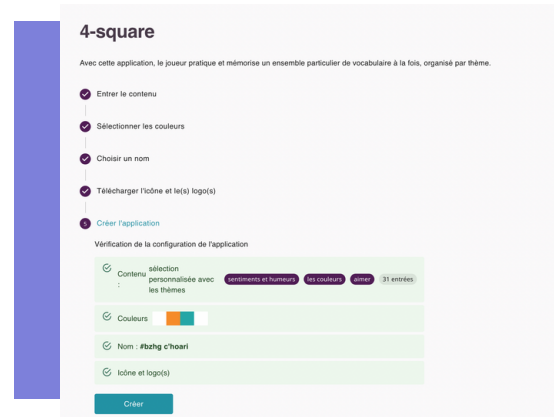 4-square
Avec cette application, le joueur pratique et mémorise un ensemble particulier de vocabulaire à la fois, organisé par thème.
Entrer le contenu
Sélectionner les couleurs
Choisir un nom
Télécharger l'icône et le(s) logo(s)
5 Créer l'application
Vérification de la configuration de l'application
Contenu : sélection personnalisée avec les thèmes sentiments et humeurs les couleurs aimer 31 entrées
Couleurs
Nom : #bzhg c'hoari
Icône et logo(s)
Créer